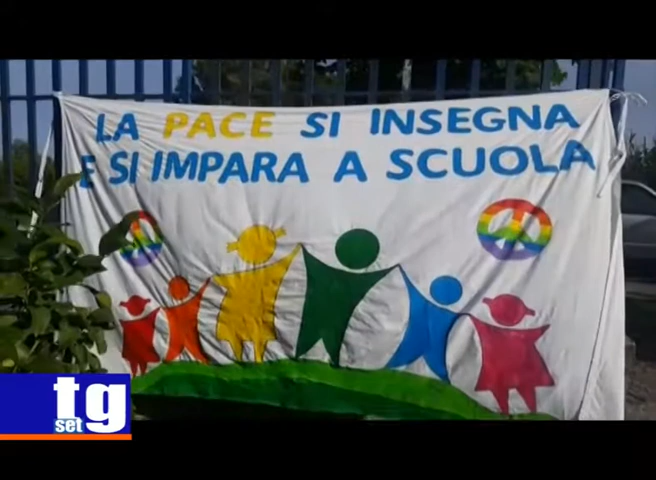 LA PACE SI INSEGNA
E SI IMPARA A SCUOLA
tg
set